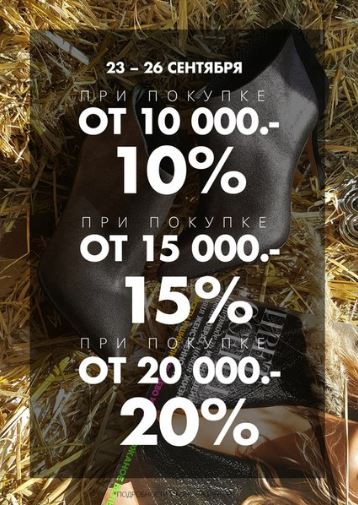 23 – 26 СЕНТЯБРЯ
ПРИ ПОКУПКЕ
ОТ 10 000.-
10%
ПРИ ПОКУПКЕ
ОТ 15 000.-
15%
ПРИ ПОКУПКЕ
ОТ 20 000.-
20%
*ПОДРОБНОСТИ